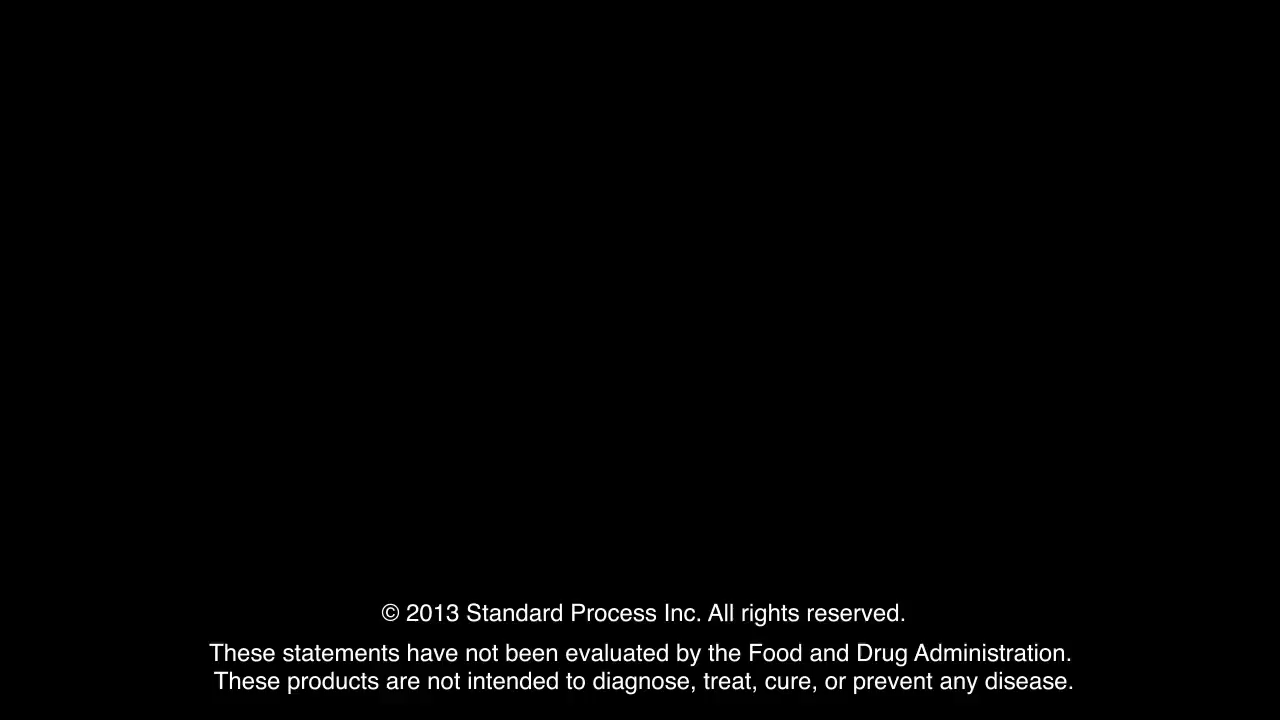 © 2013 Standard Process Inc. All rights reserved.
These statements have not been evaluated by the Food and Drug Administration.
These products are not intended to diagnose, treat, cure, or prevent any disease.